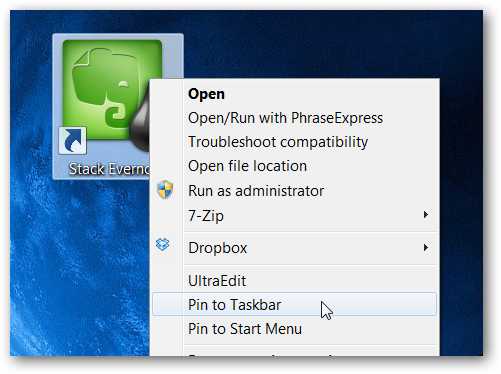 Stack Everno
Open
Open/Run with PhraseExpress
Troubleshoot compatibility
Open file location
Run as administrator
7-Zip
Dropbox
UltraEdit
Pin to Taskbar
Pin to Start Menu